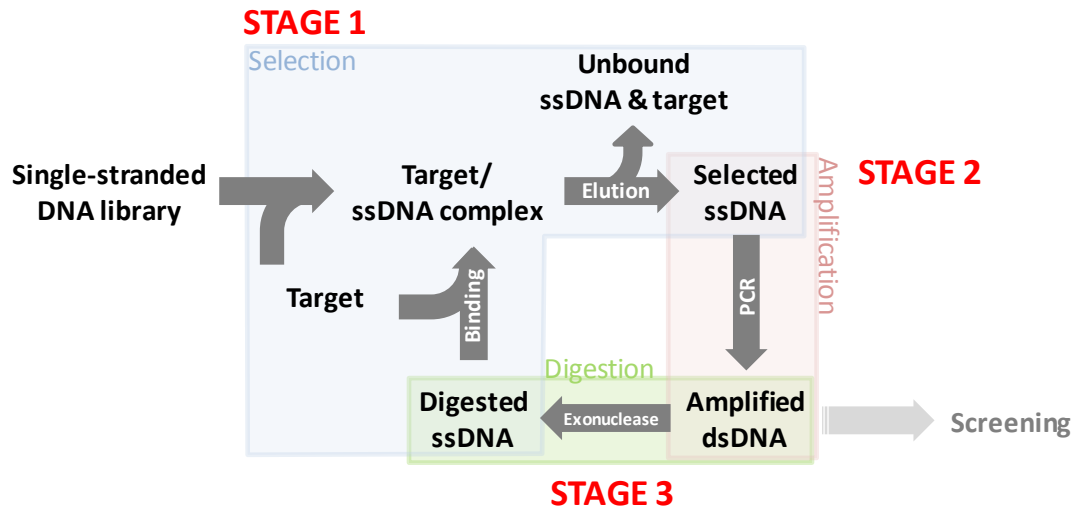 STAGE 1
Selection
Unbound
ssDNA & target
Single-stranded
DNA library
Target/
ssDNA complex
Elution
Selected
ssDNA
Amplification
STAGE 2
Target
Binding
PCR
Digestion
Digested
ssDNA
Exonuclease
Amplified
dsDNA
Screening
STAGE 3